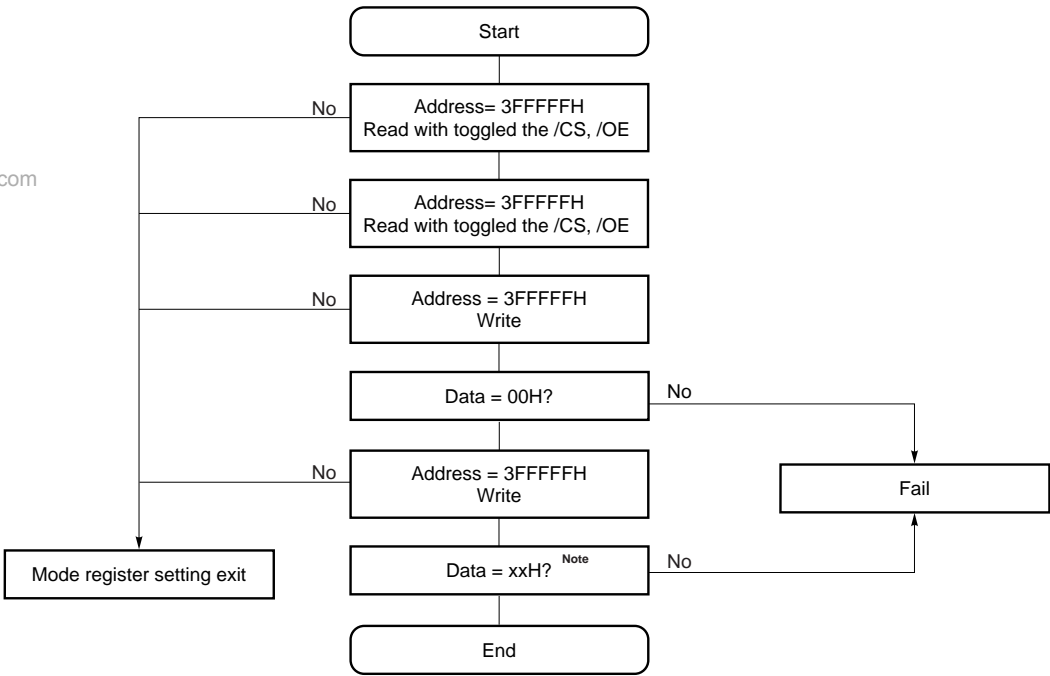 Start
No
Address= 3FFFFFH
Read with toggled the /CS, /OE
com
No
Address= 3FFFFFH
Read with toggled the /CS, /OE
No
Address = 3FFFFFH
Write
Data = 00H?
No
No
Address = 3FFFFFH
Write
Fail
Mode register setting exit
Data = xxH? Note
No
End